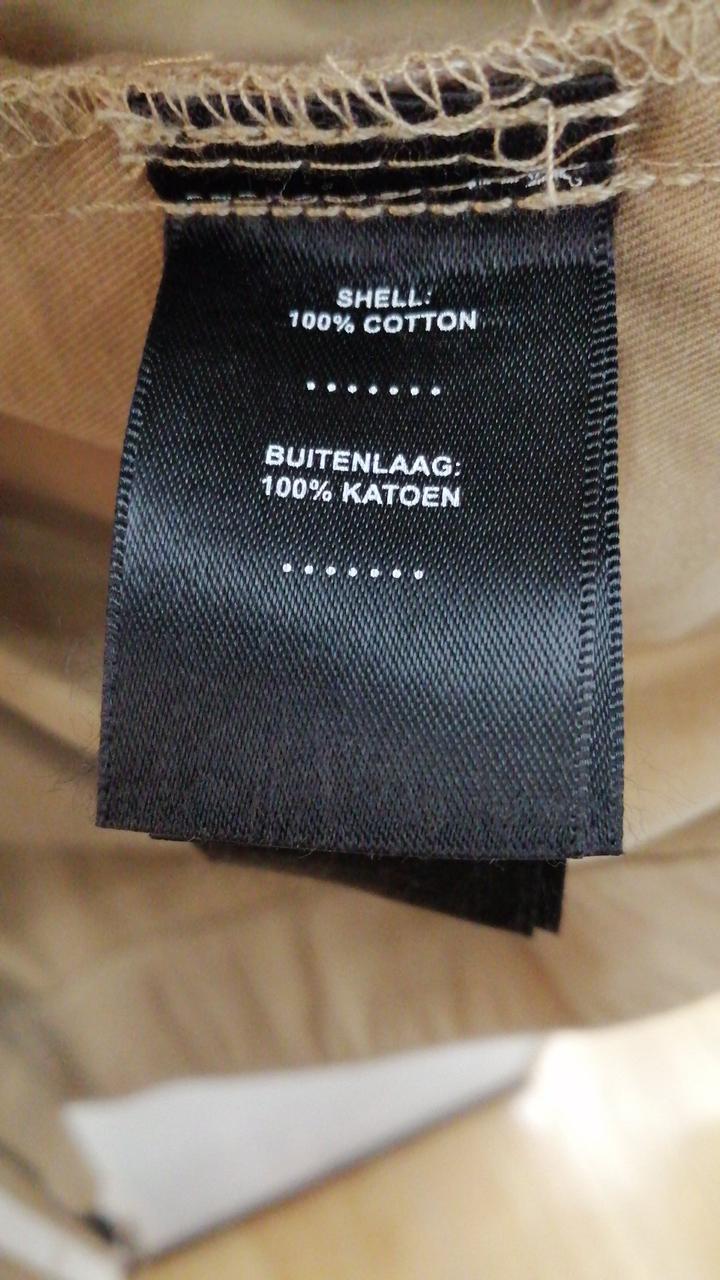 SHELL:
100% COTTON
.......
BUITENLAAG:
100% KATOEN
.......